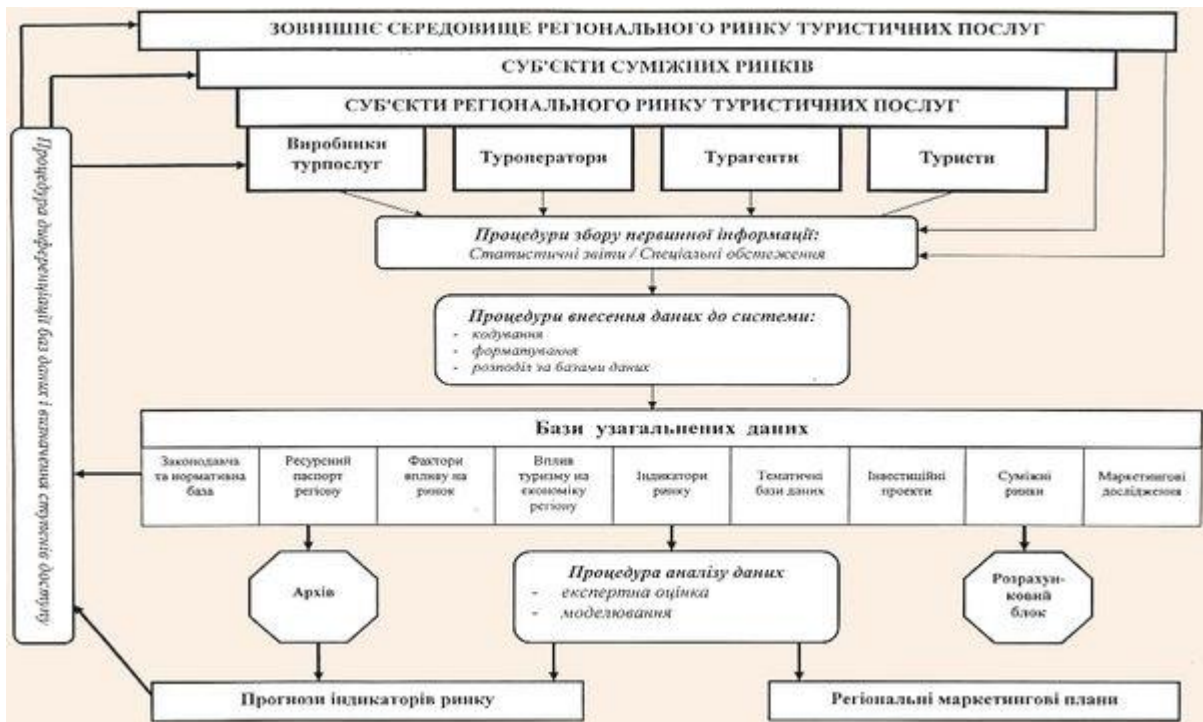 ЗОВНІШНЄ СЕРЕДОВИЩЕ РЕГІОНАЛЬНОГО РИНКУ ТУРИСТИЧНИХ ПОСЛУГ
СУБ'ЄКТИ СУМІЖНИХ РИНКІВ
СУБ'ЄКТИ РЕГІОНАЛЬНОГО РИНКУ ТУРИСТИЧНИХ ПОСЛУГ
Виробники
турпослуг
Туроператори
Турагенти
Туристи
Процедура диференціації баз даних і визначення ступенів доступу
Процедури збору первинної інформації:
Статистичні звіти / Спеціальні обстеження
Процедури внесення даних до системи:
- кодування
- форматування
- розподіл за базами даних
Бази узагальнених даних
Законодавча
та нормативна
база
Ресурсний
паспорт
регіону
Фактори
впливу на
ринок
Вплив
туризму на
економіку
регіону
Індикатори
ринку
Тематичні
бази даних
Інвестиційні
проекти
Суміжні
ринки
Маркетингові
дослідження
Архів
Процедура аналізу даних
- експертна оцінка
- моделювання
Розрахун-
ковий
блок
Прогнози індикаторів ринку
Регіональні маркетингові плани